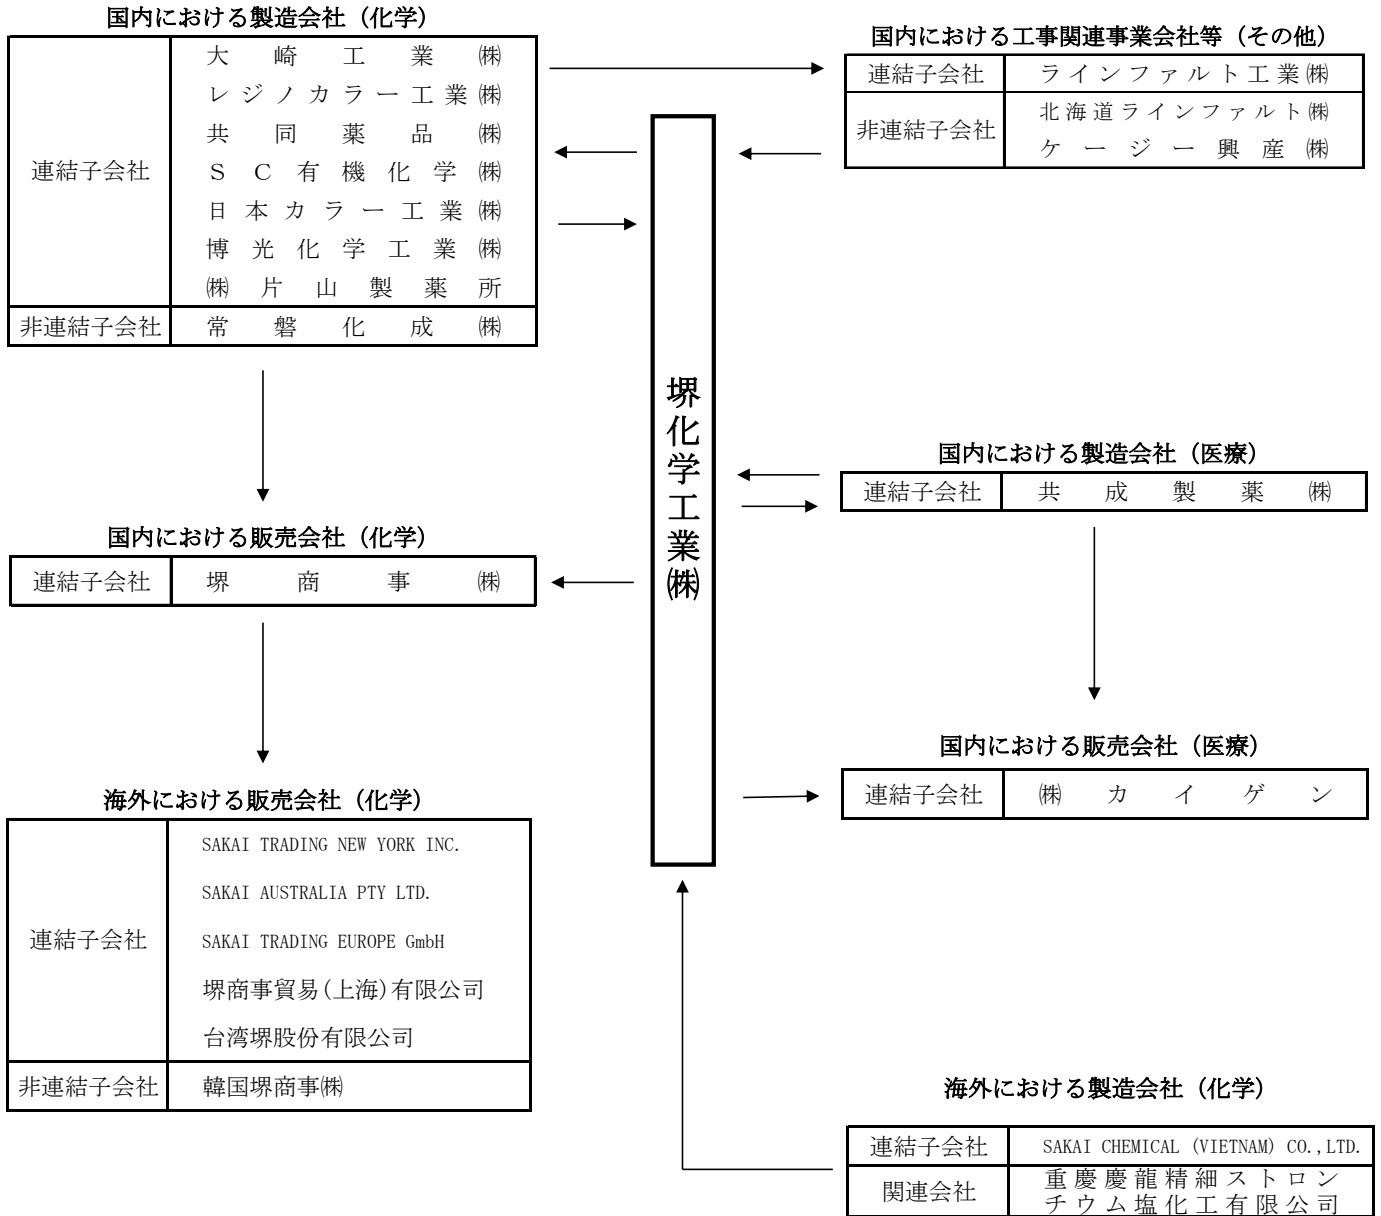 国内における製造会社（化学）
連結子会社
大崎工業㈱
レジノカラー工業㈱
共同薬品㈱
ＳＣ有機化学㈱
日本カラー工業㈱
博光化学工業㈱
㈱片山製薬所
非連結子会社 常磐化成㈱
国内における販売会社（化学）
連結子会社 堺商事㈱
海外における販売会社（化学）
連結子会社
SAKAI TRADING NEW YORK INC.
SAKAI AUSTRALIA PTY LTD.
SAKAI TRADING EUROPE GmbH
堺商事貿易(上海)有限公司
台湾堺股份有限公司
非連結子会社 韓国堺商事㈱
堺化学工業㈱
国内における工事関連事業会社等（その他）
連結子会社 ラインファルト工業㈱
非連結子会社
北海道ラインファルト㈱
ケージー興産㈱
国内における製造会社（医療）
連結子会社 共成製薬㈱
国内における販売会社（医療）
連結子会社 ㈱カイゲン
海外における製造会社（化学）
連結子会社 SAKAI CHEMICAL (VIETNAM) CO.,LTD.
関連会社
重慶慶龍精細ストロン
チウム塩化工有限公司